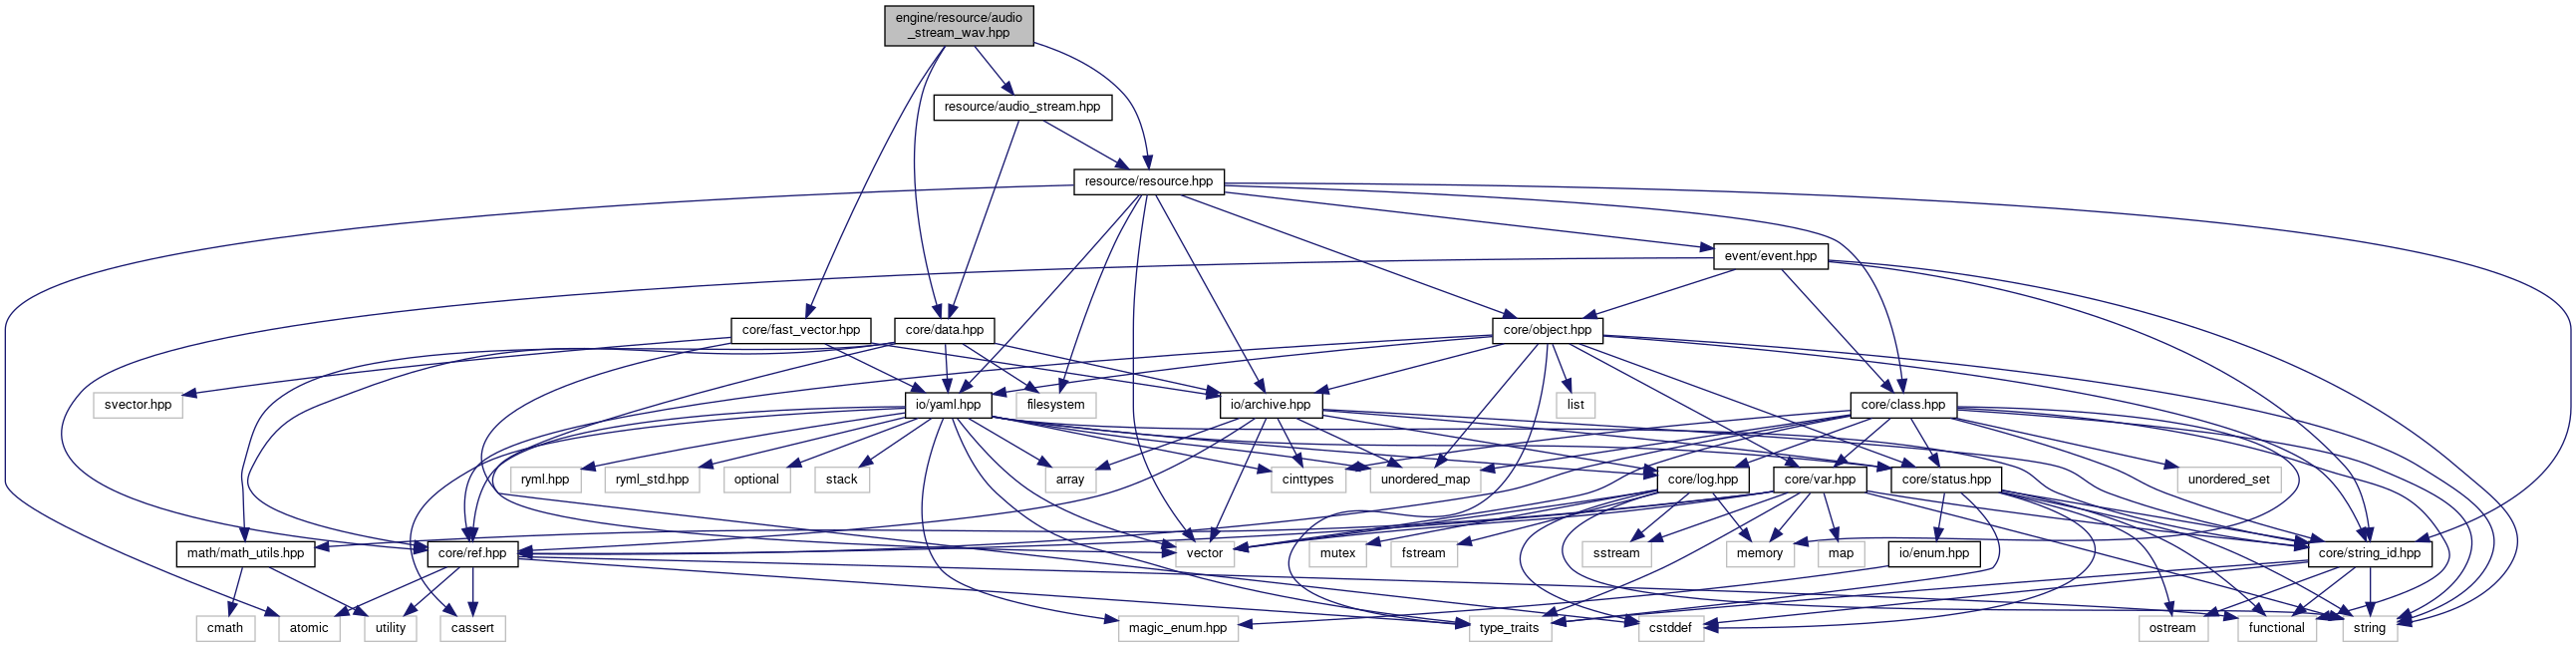 engine/resource/audio
_stream_wav.hpp
resource/audio_stream.hpp
resource/resource.hpp
event/event.hpp
core/fast_vector.hpp
core/data.hpp
core/object.hpp
svector.hpp
io/yaml.hpp
filesystem
io/archive.hpp
list
core/class.hpp
ryml.hpp
ryml_std.hpp
optional
stack
array
cinttypes
unordered_map
core/log.hpp
core/var.hpp
core/status.hpp
unordered_set
math/math_utils.hpp
core/ref.hpp
vector
mutex
fstream
sstream
memory
map
io/enum.hpp
core/string_id.hpp
cmath
atomic
utility
cassert
magic_enum.hpp
type_traits
cstddef
ostream
functional
string